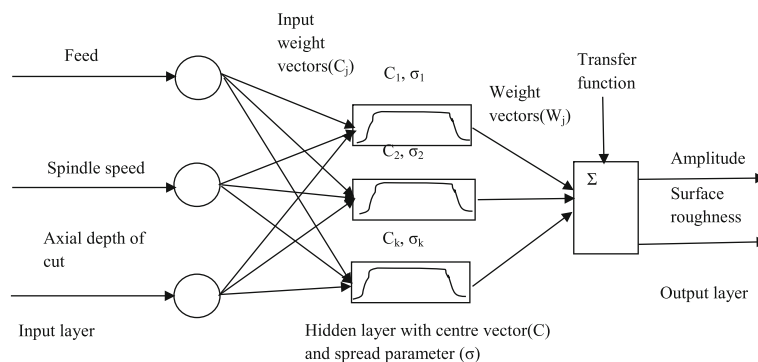 Feed
Input
weight
vectors(Cj)
C1, σ1
Transfer
function
Weight
vectors(Wj)
C2, σ2
Spindle speed
Σ
Amplitude
Surface
roughness
Axial depth of
cut
Ck, σk
Output layer
Input layer
Hidden layer with centre vector(C)
and spread parameter (σ)